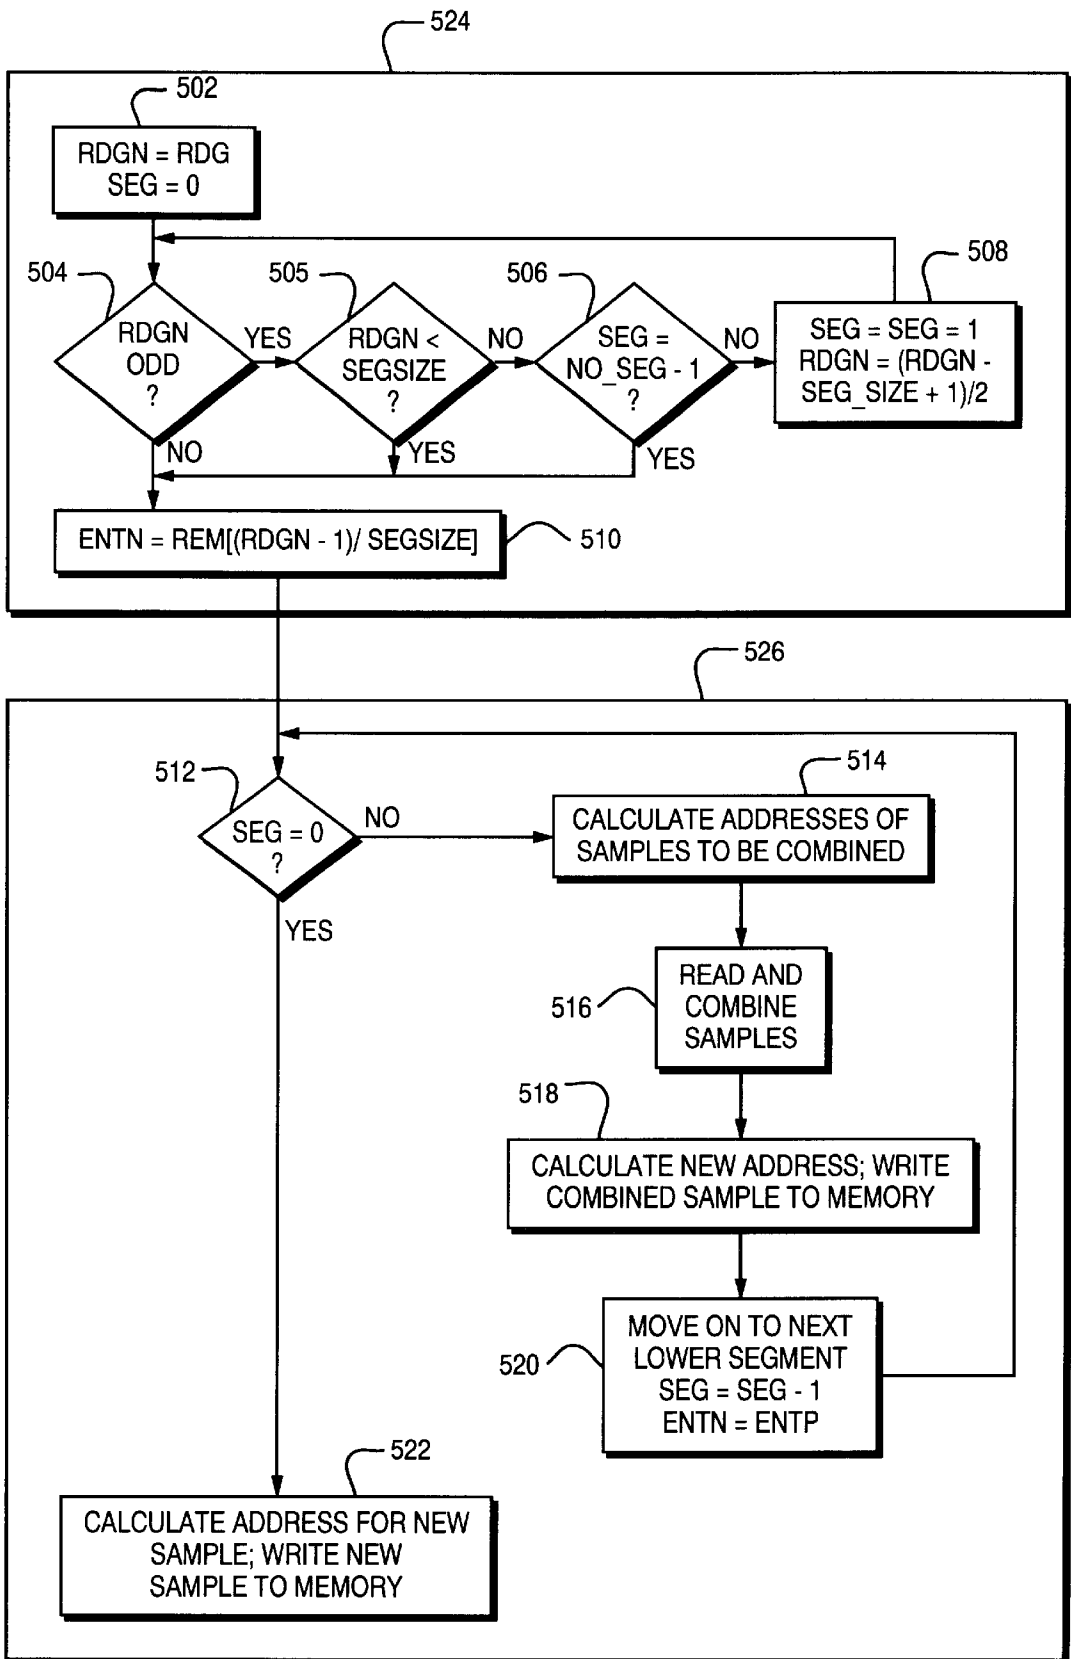 524
502
RDGN = RDG
SEG = 0
504
505
506
508
RDGN
ODD
?
YES
RDGN <
SEGSIZE
?
NO
SEG =
NO_SEG - 1
?
NO
SEG = SEG = 1
RDGN = (RDGN -
SEG_SIZE + 1)/2
NO
YES
YES
ENTN = REM[(RDGN - 1)/ SEGSIZE]
510
526
512
SEG = 0
?
NO
514
CALCULATE ADDRESSES OF
SAMPLES TO BE COMBINED
YES
516
READ AND
COMBINE
SAMPLES
518
CALCULATE NEW ADDRESS; WRITE
COMBINED SAMPLE TO MEMORY
520
MOVE ON TO NEXT
LOWER SEGMENT
SEG = SEG - 1
ENTN = ENTP
522
CALCULATE ADDRESS FOR NEW
SAMPLE; WRITE NEW
SAMPLE TO MEMORY